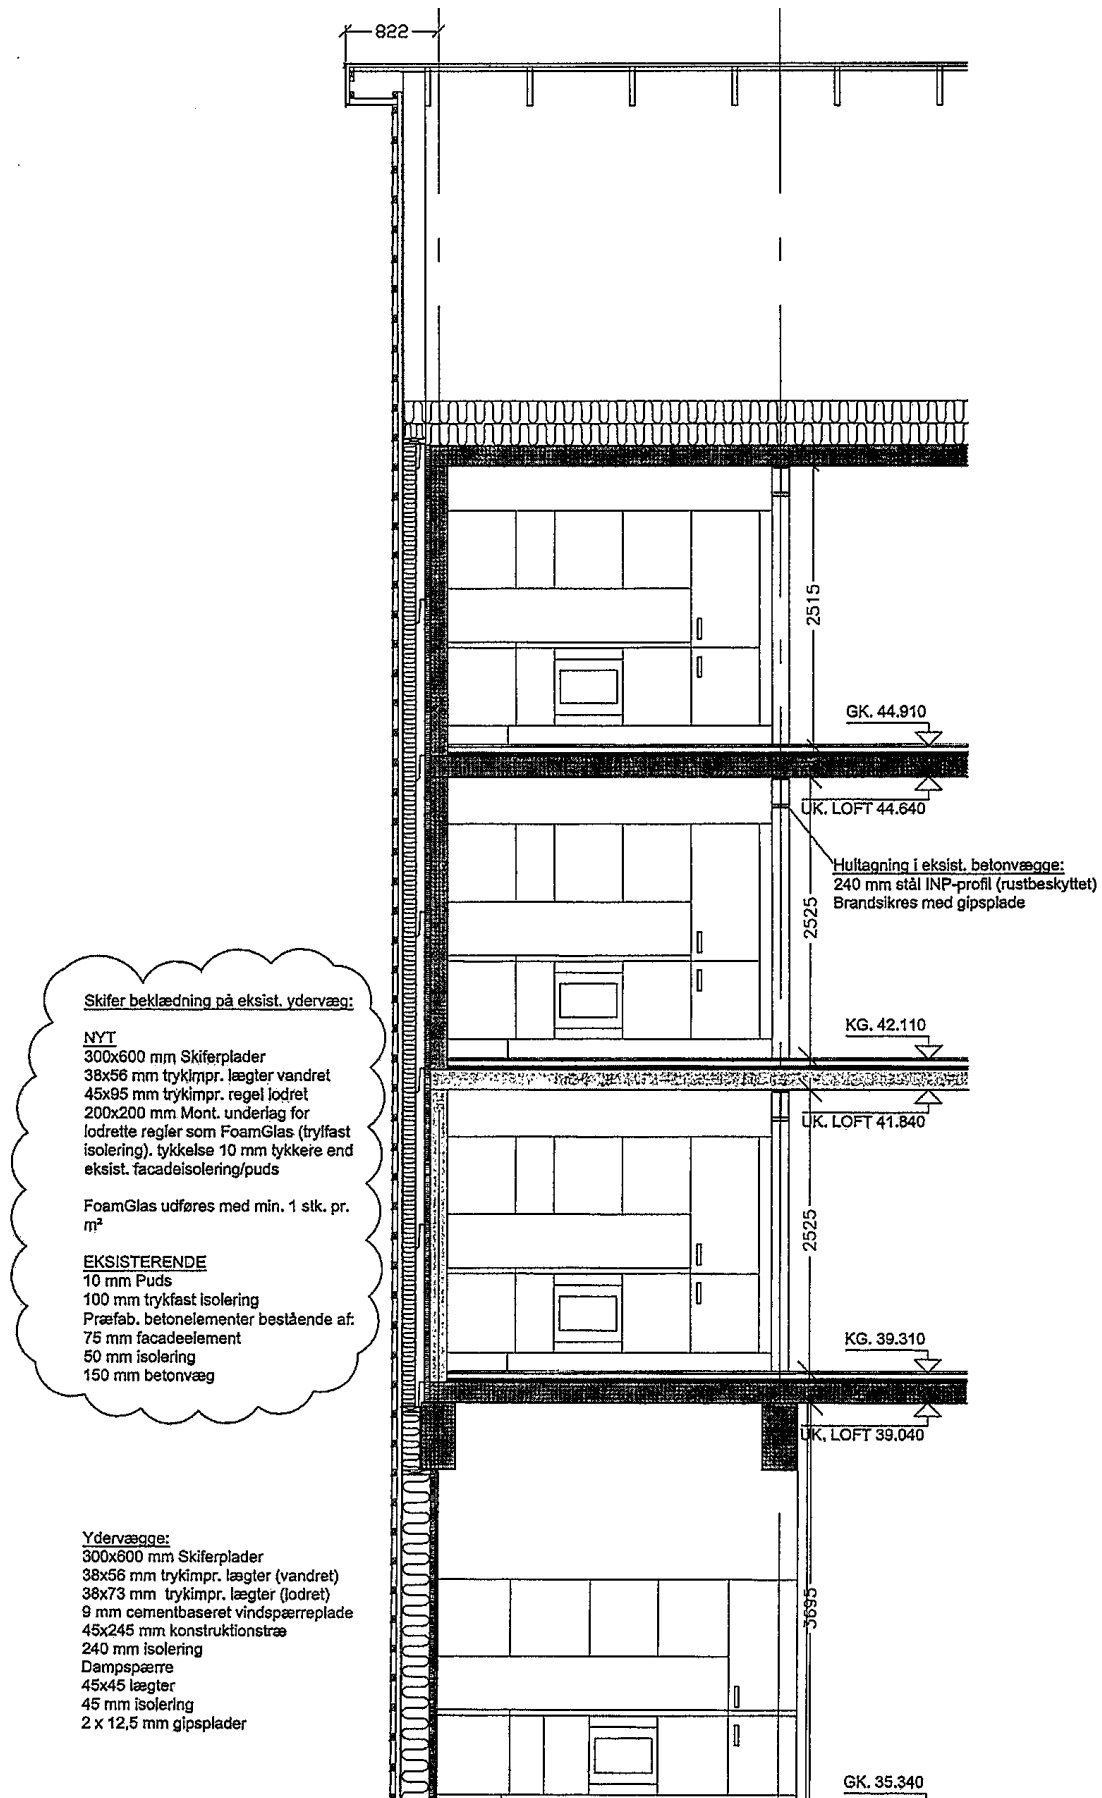 822
2515
GK. 44.910
UK. LOFT 44.640
Hultagning i eksist. betonvægge:
240 mm stål INP-profil (rustbeskyttet)
Brandsikres med gipsplade
2525
Skifer beklædning på eksist. ydervæg:
NYT
300x600 mm Skiferplader
38x56 mm trykimpr. lægter vandret
45x95 mm trykimpr. regel lodret
200x200 mm Mont. underlag for
lodrette regler som FoamGlas (trylfast
isolering). tykkelse 10 mm tykkere end
eksist. facadeisolering/puds
FoamGlas udføres med min. 1 stk. pr.
m²
EKSISTERENDE
10 mm Puds
100 mm trykfast isolering
Præfab. betonelementer bestående af:
75 mm facadeelement
50 mm isolering
150 mm betonvæg
KG. 42.110
UK. LOFT 41.840
2525
KG. 39.310
UK. LOFT 39.040
Ydervægge:
300x600 mm Skiferplader
38x56 mm trykimpr. lægter (vandret)
38x73 mm trykimpr. lægter (lodret)
9 mm cementbaseret vindspærreplade
45x245 mm konstruktionstræ
240 mm isolering
Dampspærre
45x45 lægter
45 mm isolering
2 x 12,5 mm gipsplader
3695
GK. 35.340